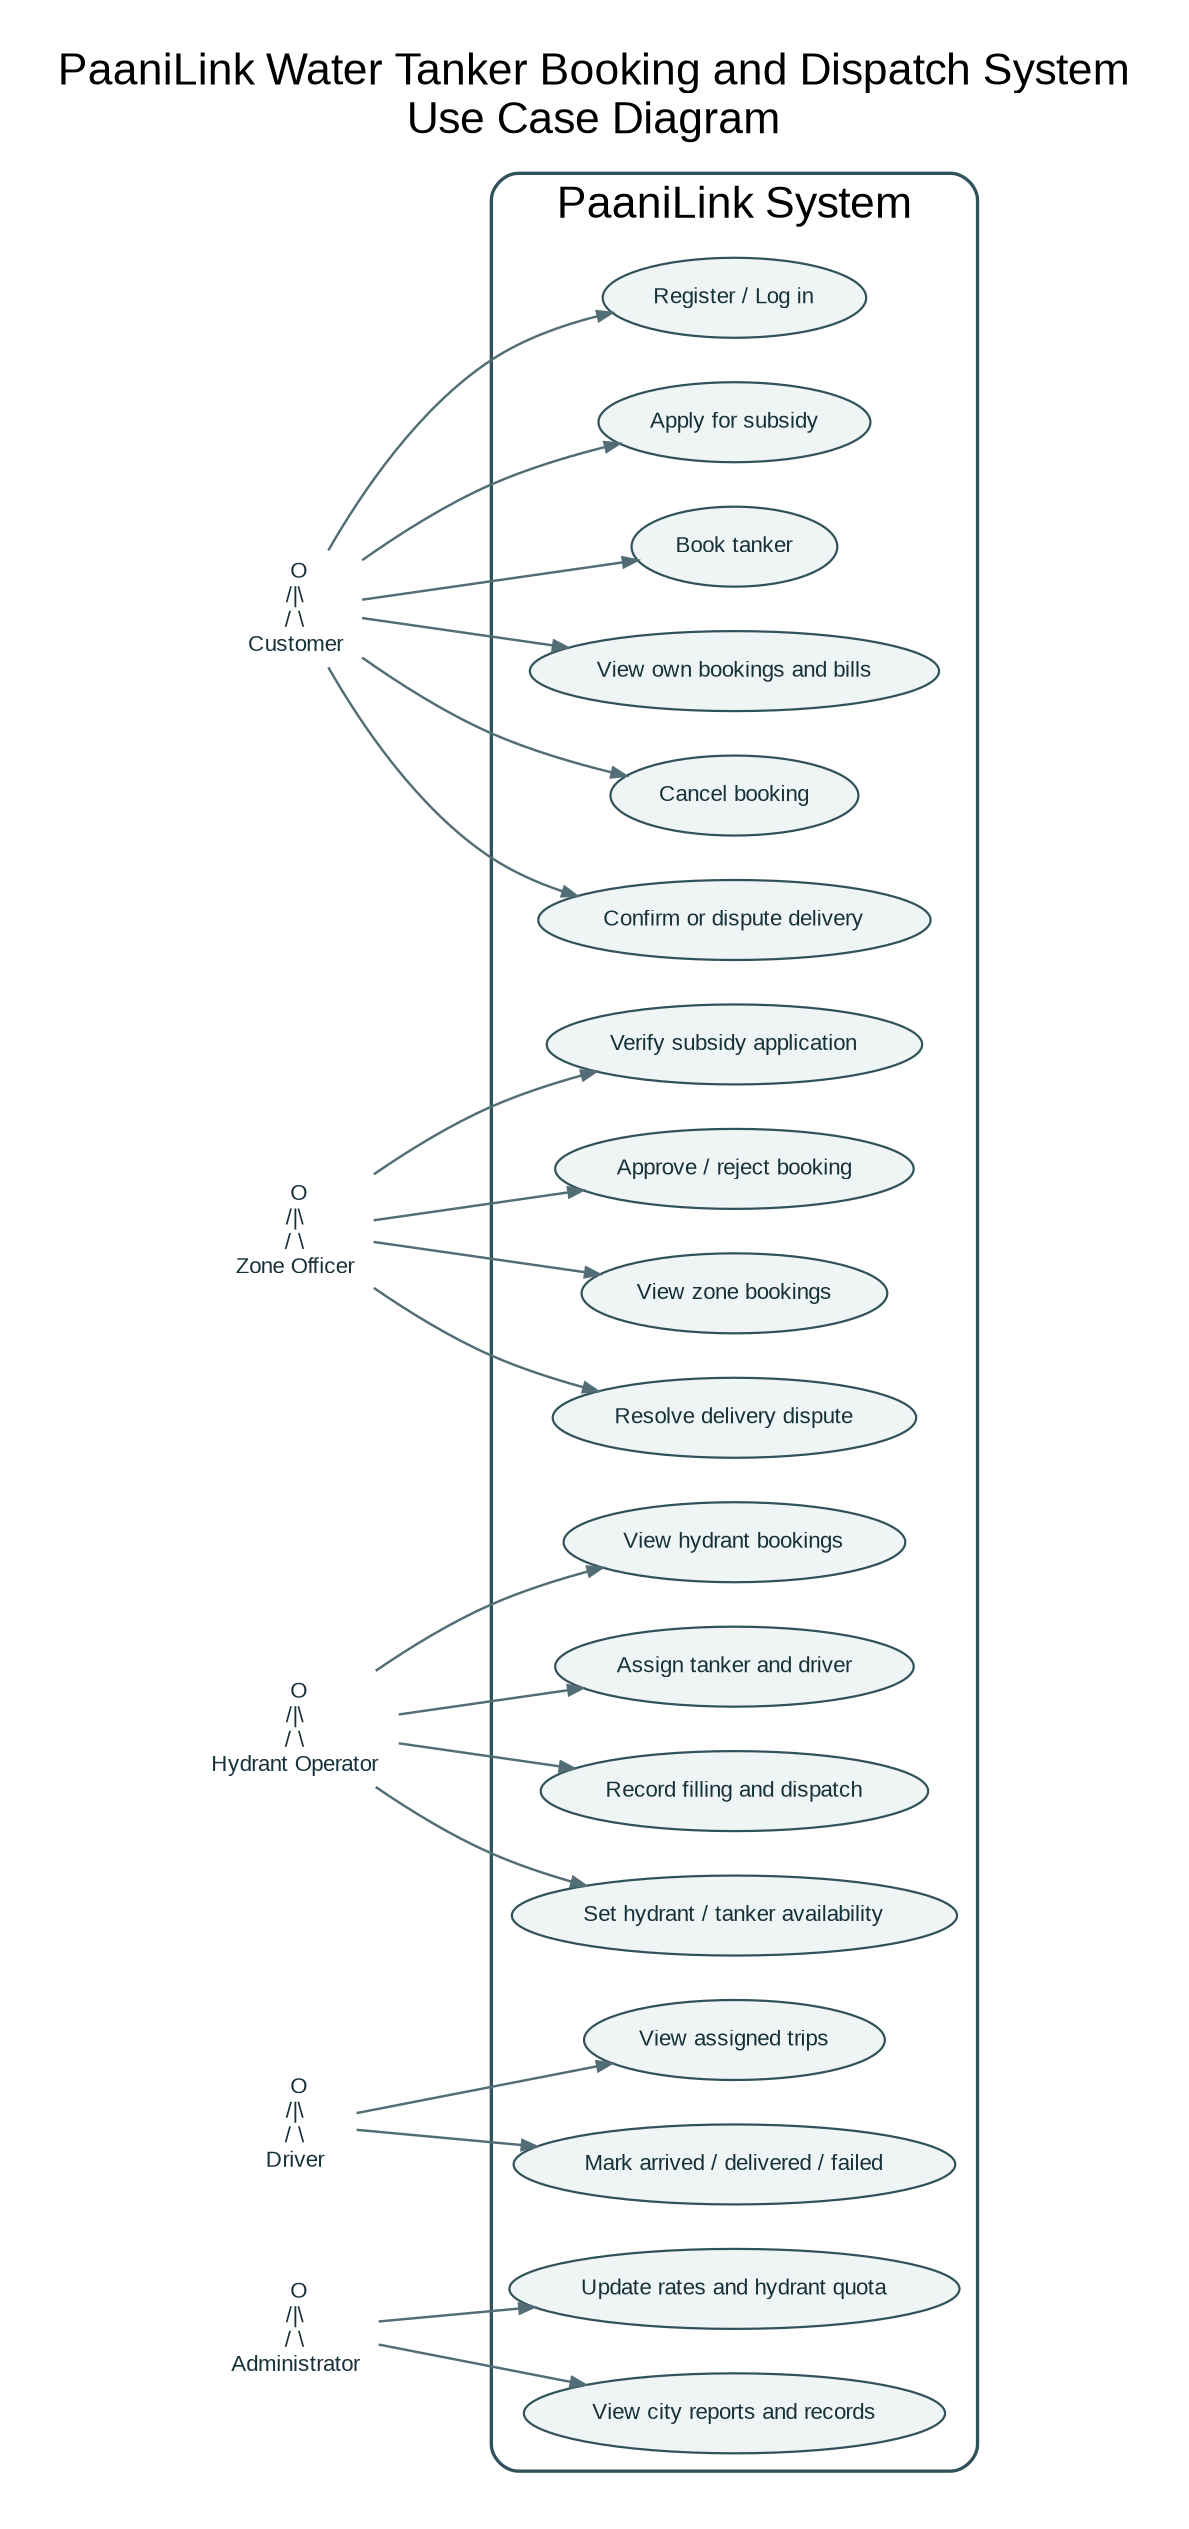 PaaniLink Water Tanker Booking and Dispatch System
Use Case Diagram
PaaniLink System
Register / Log in
Apply for subsidy
Book tanker
O
/|\
/ \
Customer
View own bookings and bills
Cancel booking
Confirm or dispute delivery
Verify subsidy application
Approve / reject booking
O
/|\
/ \
Zone Officer
View zone bookings
Resolve delivery dispute
View hydrant bookings
Assign tanker and driver
O
/|\
/ \
Hydrant Operator
Record filling and dispatch
Set hydrant / tanker availability
View assigned trips
O
/|\
/ \
Driver
Mark arrived / delivered / failed
Update rates and hydrant quota
O
/|\
/ \
Administrator
View city reports and records